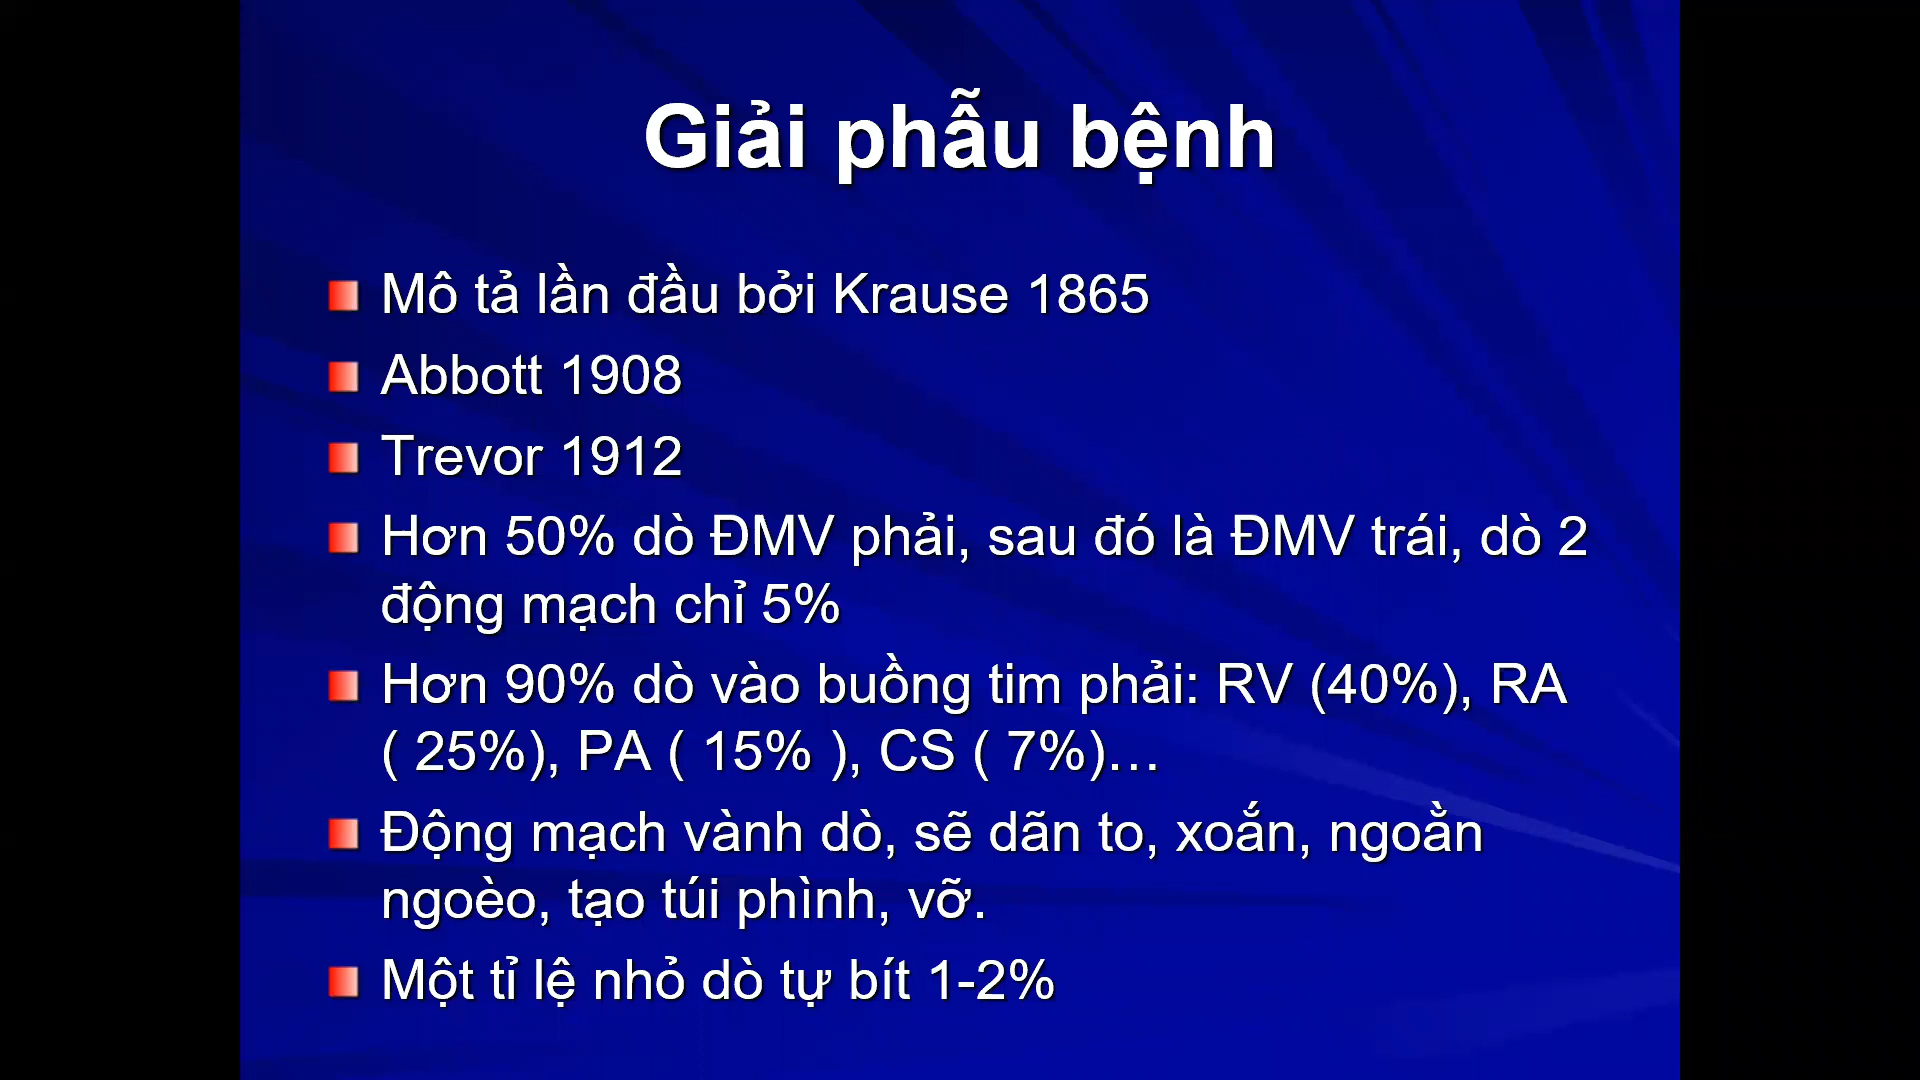 Giải phẫu bệnh
Mô tả lần đầu bởi Krause 1865
Abbott 1908
Trevor 1912
Hơn 50% dò ĐMV phải, sau đó là ĐMV trái, dò 2
động mạch chỉ 5%
Hơn 90% dò vào buồng tim phải: RV (40%), RA
( 25%), PA ( 15% ), CS ( 7%)…
Động mạch vành dò, sẽ dãn to, xoắn, ngoằn
ngoèo, tạo túi phình, vỡ.
Một tỉ lệ nhỏ dò tự bít 1-2%